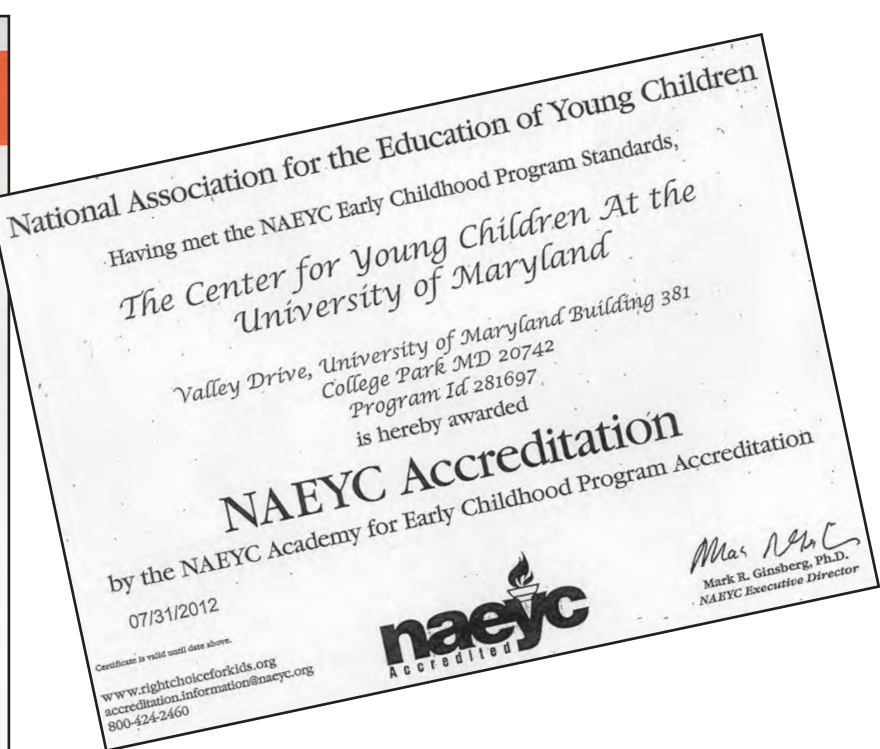 National Association for the Education of Young Children
Having met the NAEYC Early Childhood Program Standards,
The Center for Young Children At the
University of Maryland
Valley Drive, University of Maryland Building 381
College Park MD 20742
Program Id 281697
is hereby awarded
NAEYC Accreditation
by the NAEYC Academy for Early Childhood Program Accreditation
07/31/2012
Certificate is valid until date above.
www.rightchoiceforkids.org
accreditation.information@naeyc.org
800-424-2460
naeyc
Accredited
Mark R. Ginsberg, Ph.D.
NAEYC Executive Director